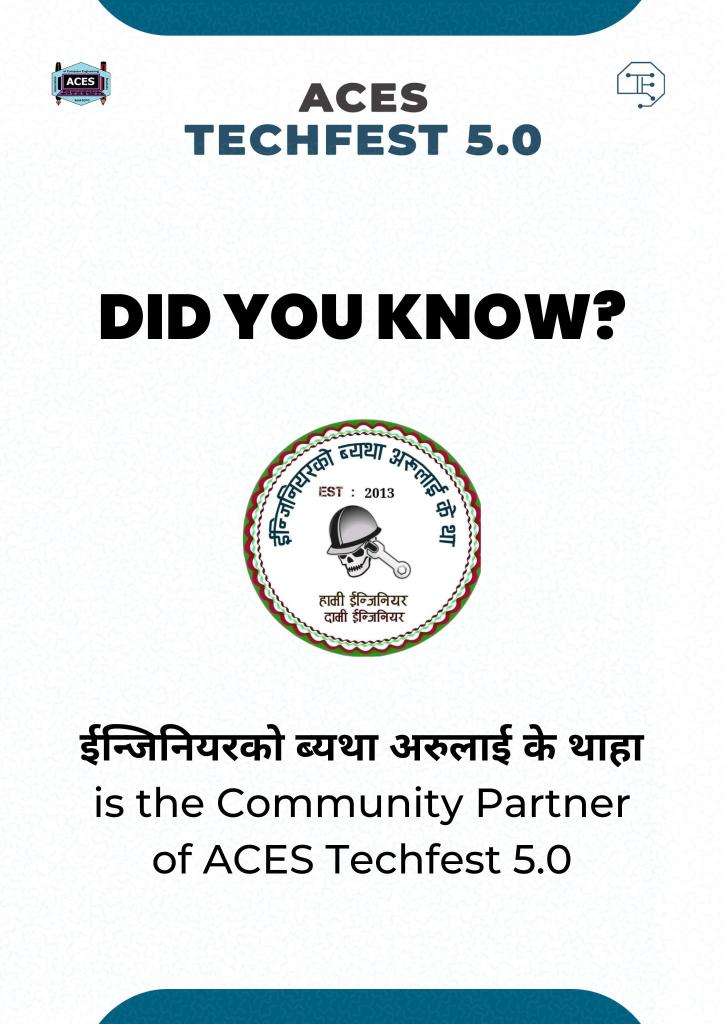 ACES
ACES
TECHFEST 5.0
DID YOU KNOW?
ईन्जिनियरको ब्यथा अरुलाई के था
EST : 2013
हामी ईन्जिनियर
दामी ईन्जिनियर
ईन्जिनियरको ब्यथा अरुलाई के थाहा
is the Community Partner
of ACES Techfest 5.0